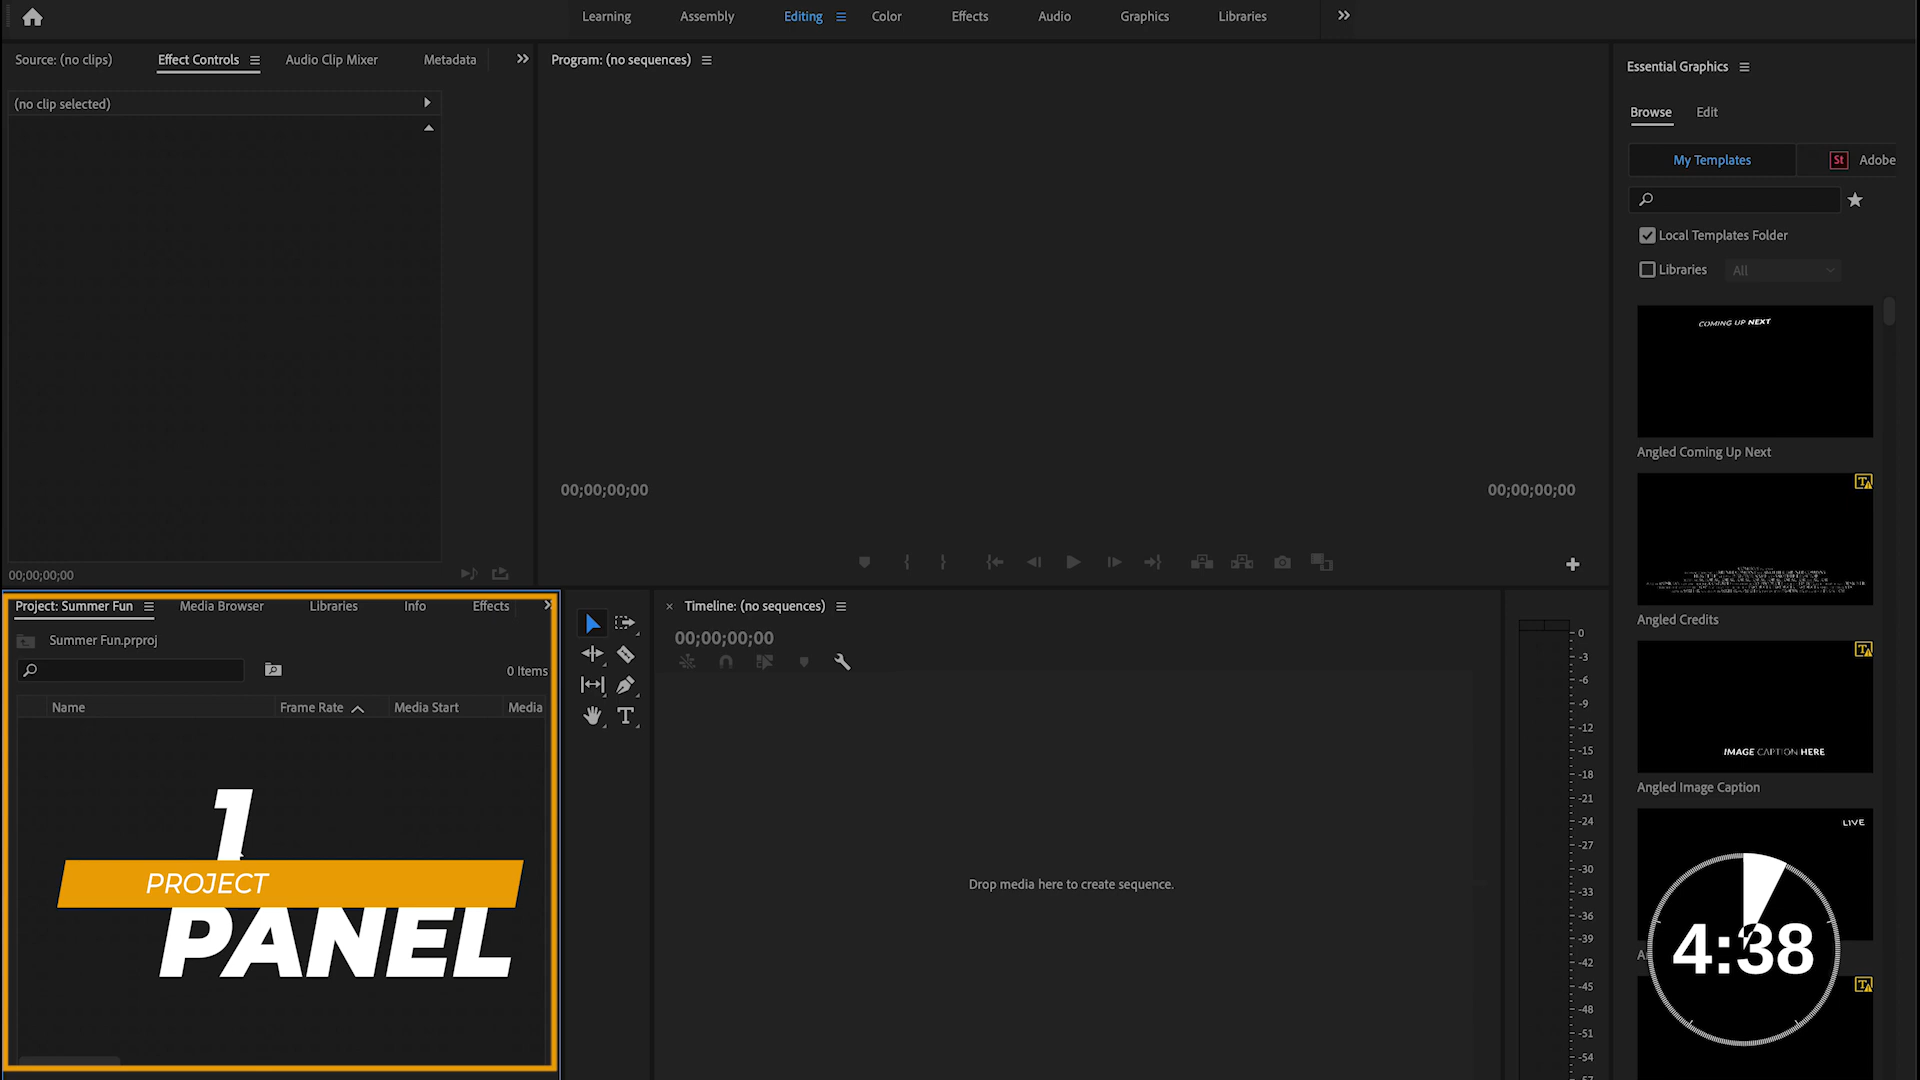 Learning Assembly Editing Color Effects Audio Graphics Libraries
Source: (no clips) Effect Controls Audio Clip Mixer Metadata
(no clip selected)
00;00;00;00
Program: (no sequences)
00;00;00;00 00;00;00;00
Essential Graphics
Browse Edit
My Templates St Adobe
Local Templates Folder
Libraries All
COMING UP NEXT
Angled Coming Up Next
Angled Credits
IMAGE CAPTION HERE
Angled Image Caption
LIVE
4:38
Project: Summer Fun Media Browser Libraries Info Effects
Summer Fun.prproj
0 Items
Name Frame Rate Media Start Media
1
PROJECT
PANEL
Timeline: (no sequences)
00;00;00;00
Drop media here to create sequence.
0
-3
-6
-9
-12
-15
-18
-21
-24
-27
-30
-33
-36
-39
-42
-45
-48
-51
-54